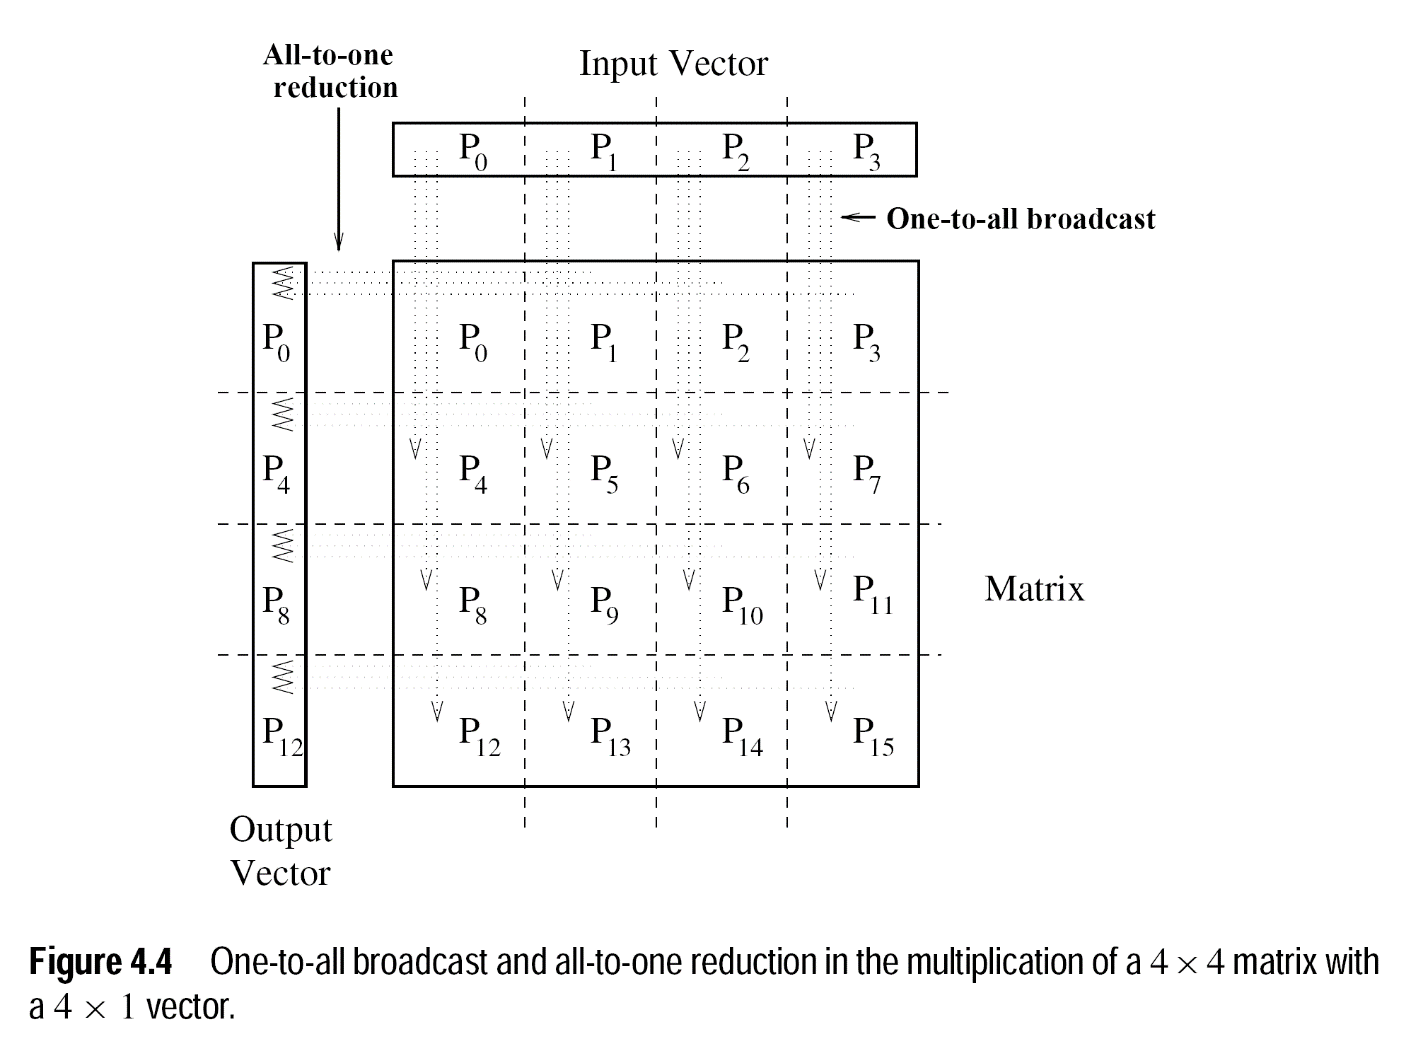 All-to-one
reduction
Input Vector
P0 P1 P2 P3
One-to-all broadcast
P0 P0 P1 P2 P3
P4 P4 P5 P6 P7
P8 P8 P9 P10 P11
Matrix
P12 P12 P13 P14 P15
Output
Vector
Figure 4.4 One-to-all broadcast and all-to-one reduction in the multiplication of a 4 × 4 matrix with
a 4 × 1 vector.